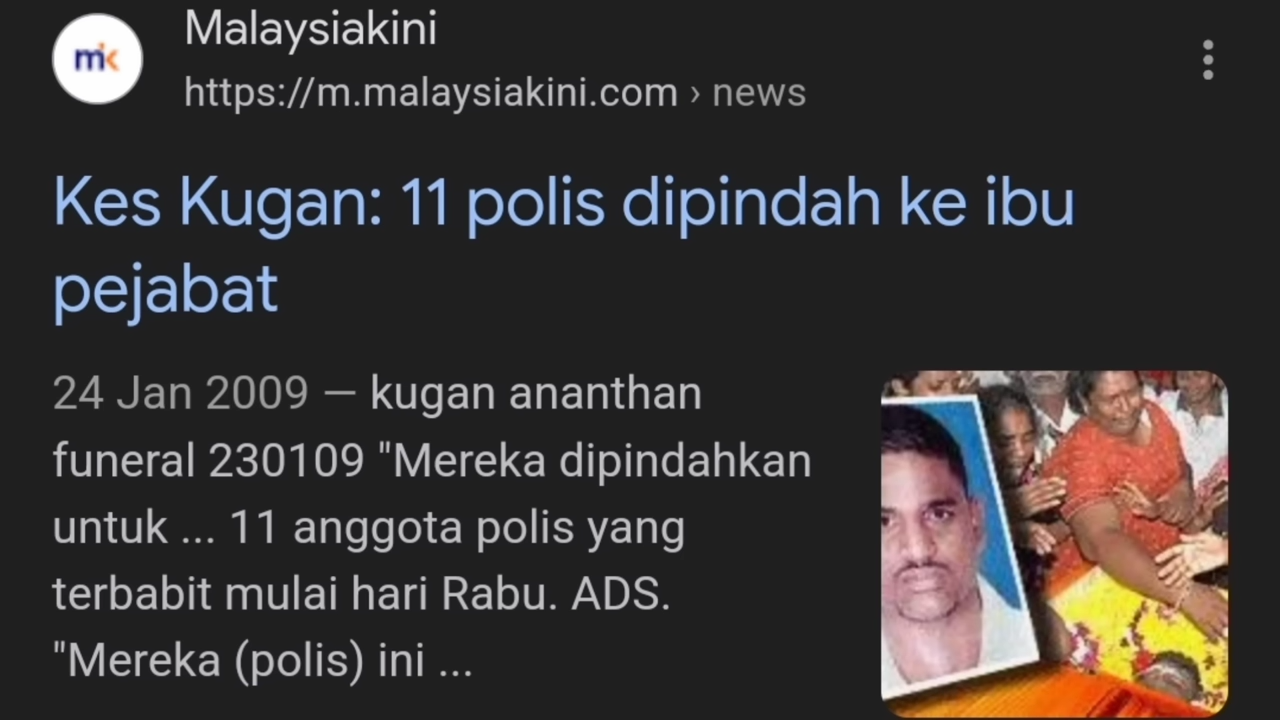 mk
Malaysiakini
https://m.malaysiakini.com › news
Kes Kugan: 11 polis dipindah ke ibu
pejabat
24 Jan 2009 — kugan ananthan
funeral 230109 "Mereka dipindahkan
untuk ... 11 anggota polis yang
terbabit mulai hari Rabu. ADS.
"Mereka (polis) ini ...